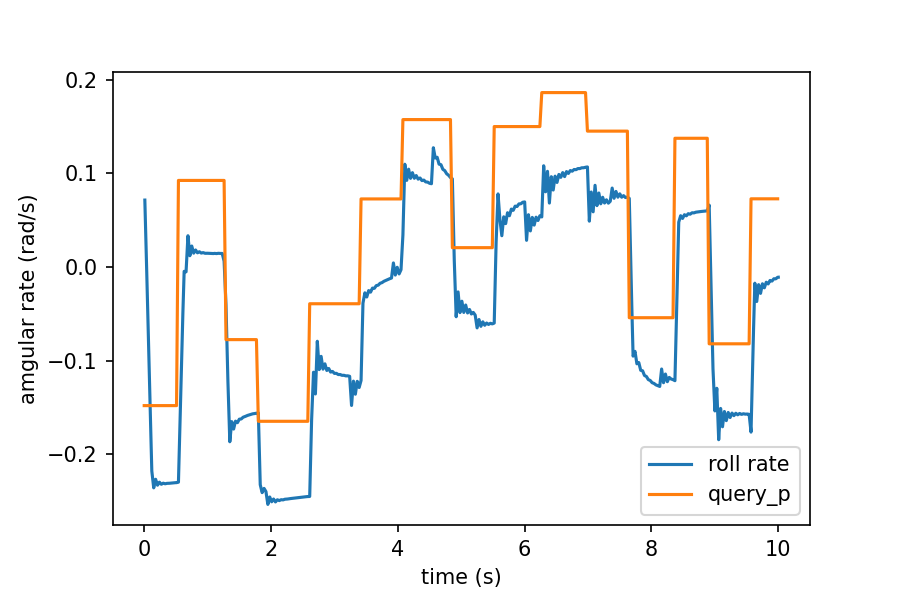 0.2
0.1
0.0
−0.1
−0.2
amgular rate (rad/s)
0 2 4 6 8 10
time (s)
roll rate
query_p